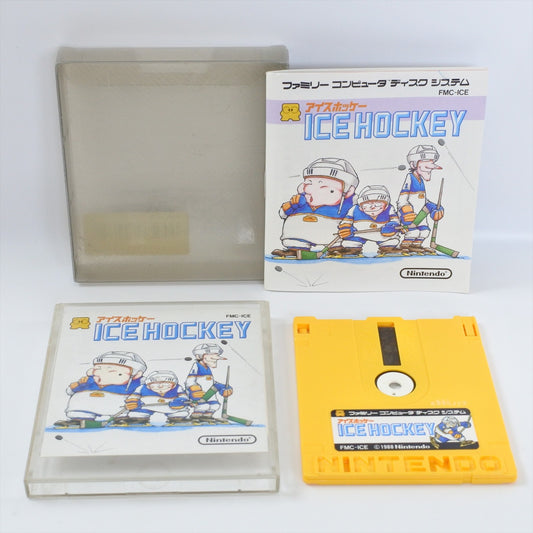 ファミリー コンピュータ ディスク システム
FMC-ICE
アイスホッケー
ICE HOCKEY
Nintendo
アイスホッケー
FMC-ICE
ICE HOCKEY
Nintendo
ファミリー コンピュータ ディスク システム
アイスホッケー
ICE HOCKEY
FMC-ICE ©1988 Nintendo
NINTENDO